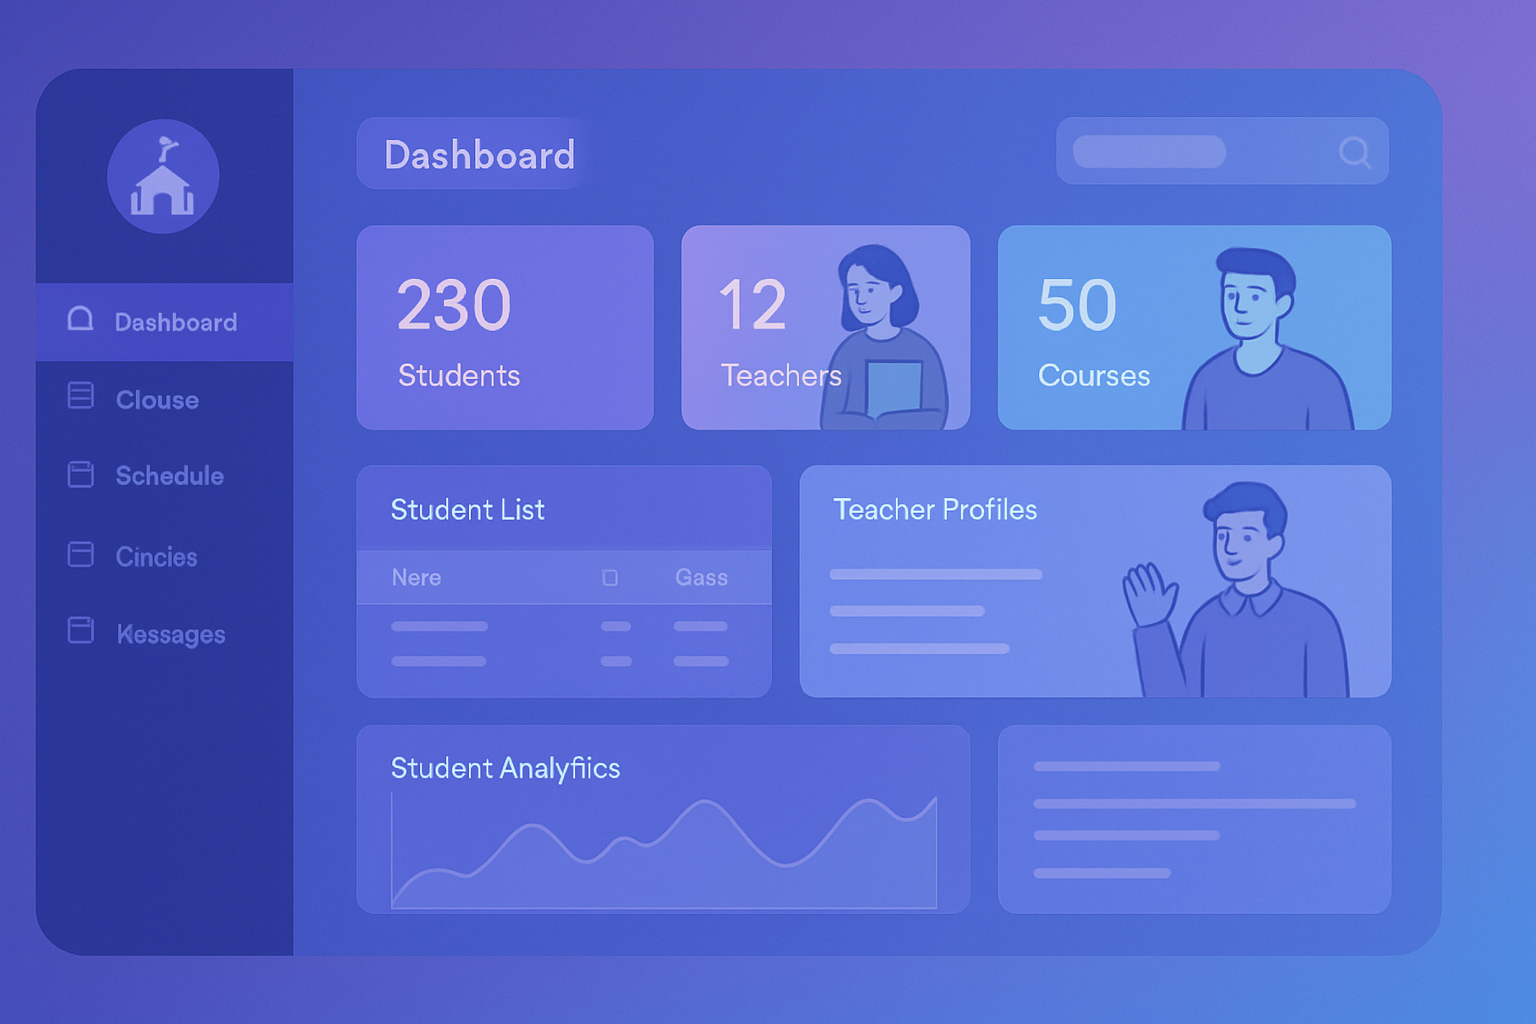 Dashboard
230
Students
12
Teachers
50
Courses
Dashboard
Clouse
Schedule
Cincies
Kessages
Student List
Nere Gass
Teacher Profiles
Student Analyfiics